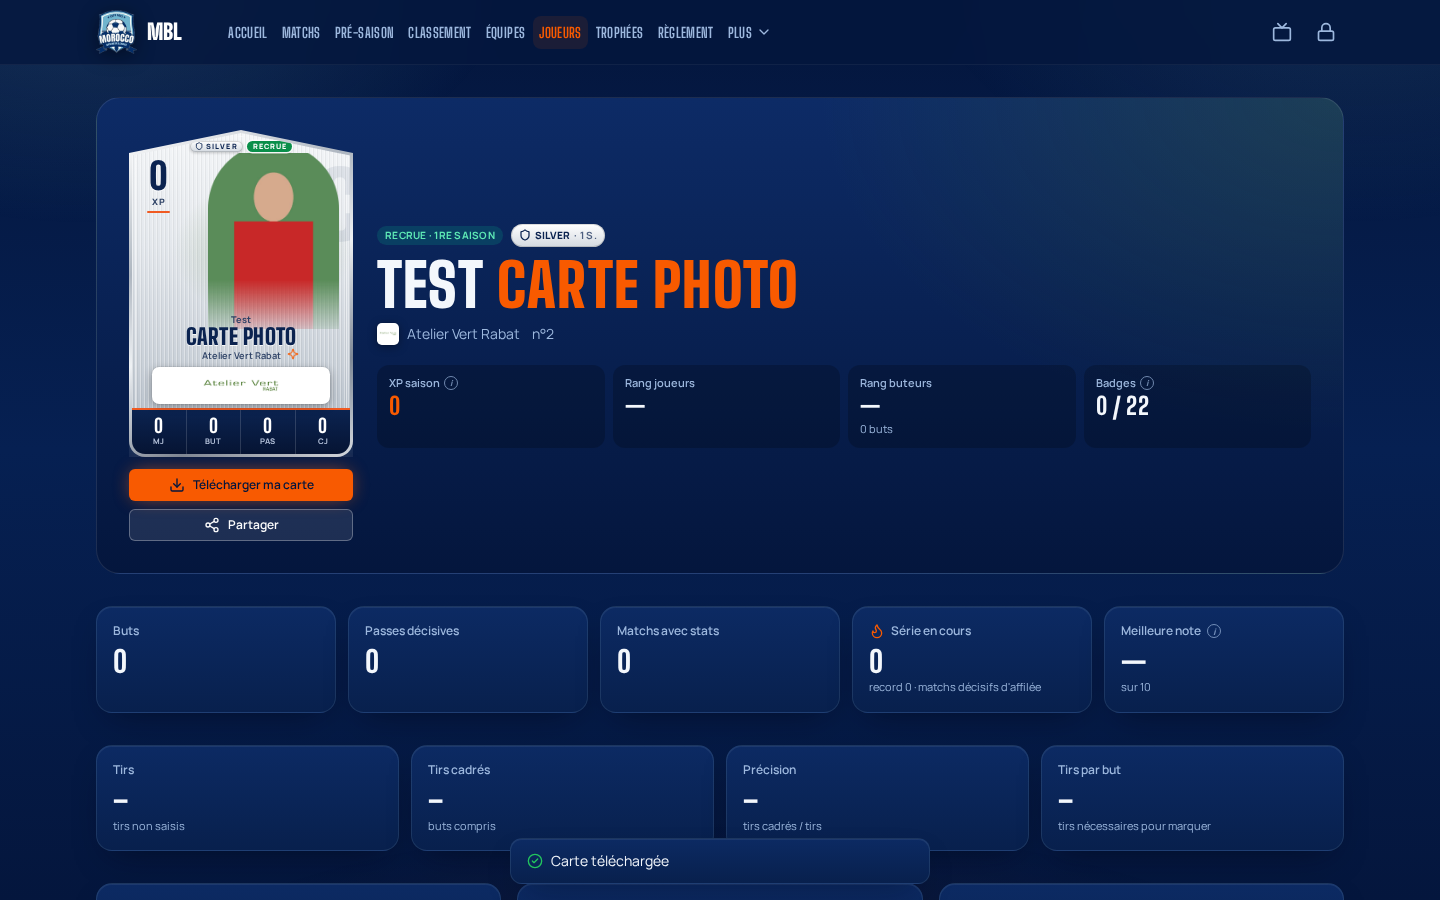 MOROCCO
MBL
ACCUEIL
MATCHS
PRÉ-SAISON
CLASSEMENT
ÉQUIPES
JOUEURS
TROPHÉES
RÈGLEMENT
PLUS
SILVER
RECRUE
0
XP
Test
CARTE PHOTO
Atelier Vert Rabat
Atelier Vert
RABAT
0 0 0 0
MJ BUT PAS CJ
Télécharger ma carte
Partager
RECRUE · 1RE SAISON
SILVER · 1 S.
TEST CARTE PHOTO
Atelier Vert Rabat n°2
XP saison i
0
Rang joueurs
—
Rang buteurs
—
0 buts
Badges i
0 / 22
Buts
0
Passes décisives
0
Matchs avec stats
0
Série en cours
0
record 0 · matchs décisifs d'affilée
Meilleure note i
—
sur 10
Tirs
–
tirs non saisis
Tirs cadrés
–
buts compris
Précision
–
tirs cadrés / tirs
Tirs par but
–
tirs nécessaires pour marquer
Carte téléchargée